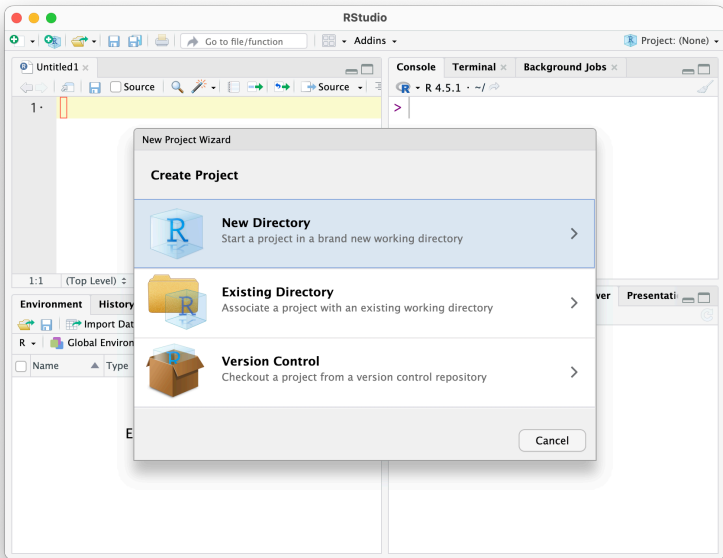 RStudio
Go to file/function
Addins
Project: (None)
Untitled1
Source
Source
1
1:1
(Top Level)
Console
Terminal
Background Jobs
R 4.5.1 · ~/
>
New Project Wizard
Create Project
New Directory
Start a project in a brand new working directory
Existing Directory
Associate a project with an existing working directory
Version Control
Checkout a project from a version control repository
Cancel
Environment
History
Import Dat
R
Global Environ
Name
Type
E
wer
Presentati